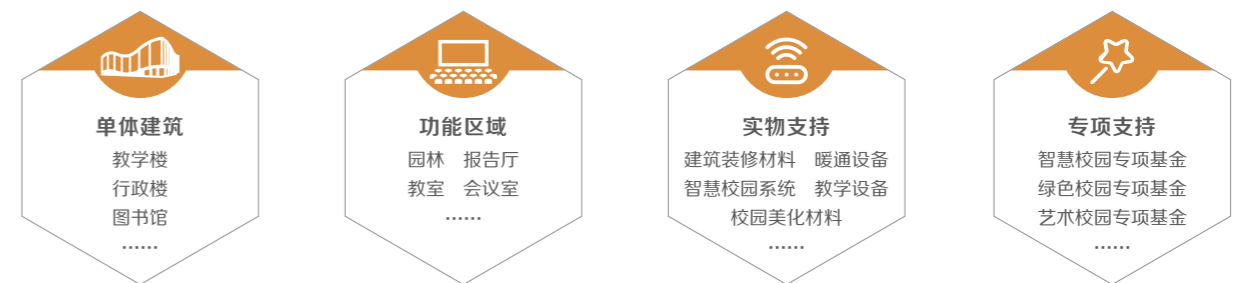 单体建筑
教学楼
行政楼
图书馆
……
功能区域
园林 报告厅
教室 会议室
……
实物支持
建筑装修材料 暖通设备
智慧校园系统 教学设备
校园美化材料
……
专项支持
智慧校园专项基金
绿色校园专项基金
艺术校园专项基金
……